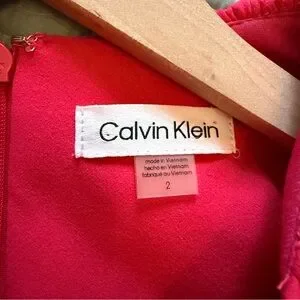 Calvin Klein
made in Vietnam
hecho en Vietnam
fabriqué au Vietnam
2